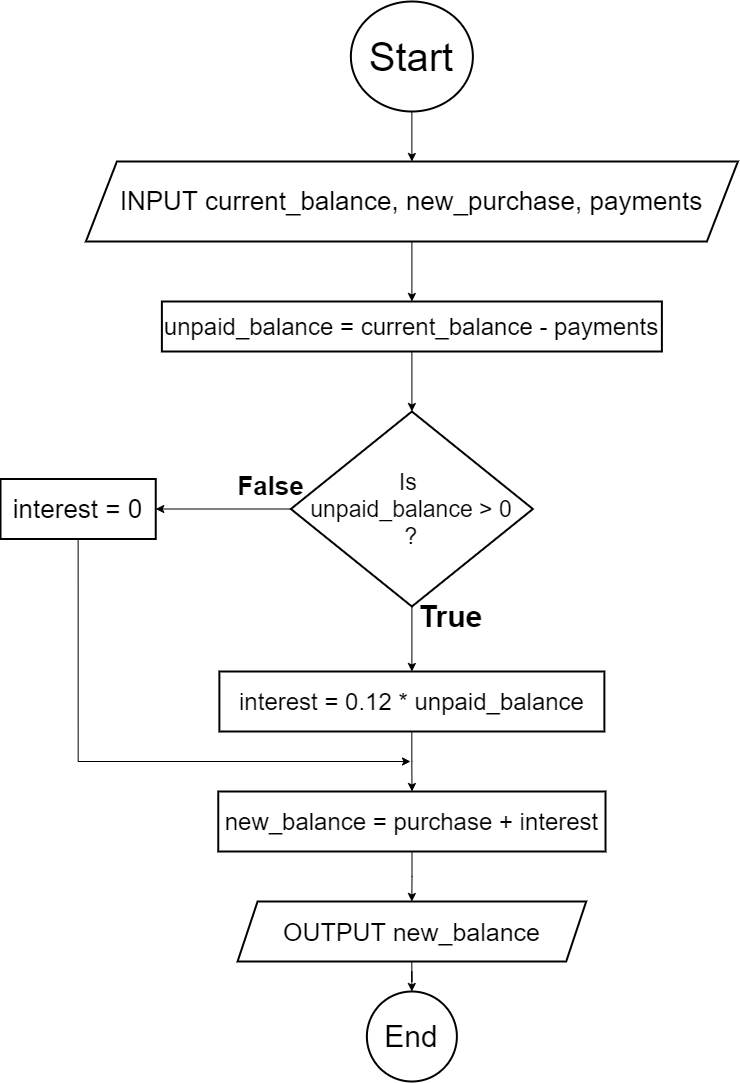 Start
INPUT current_balance, new_purchase, payments
unpaid_balance = current_balance - payments
Is
unpaid_balance > 0
?
False
interest = 0
True
interest = 0.12 * unpaid_balance
new_balance = purchase + interest
OUTPUT new_balance
End